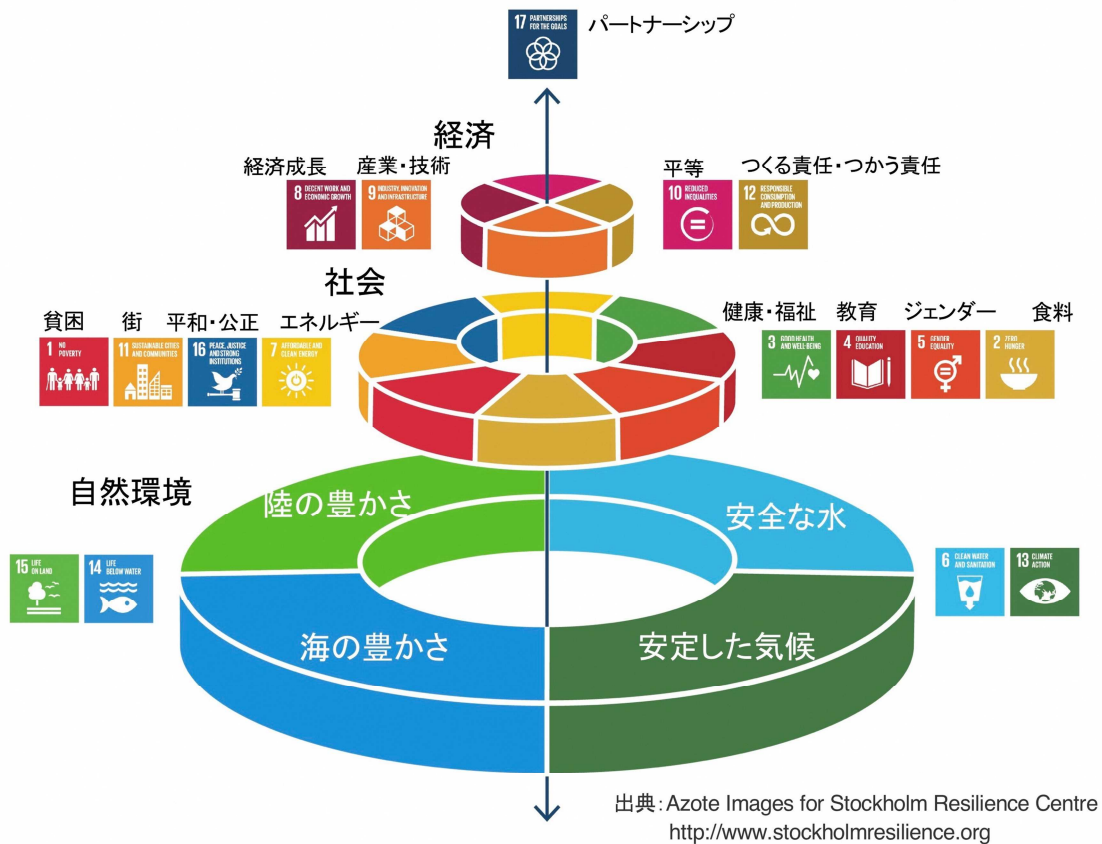 17 PARTNERSHIPS
FOR THE GOALS
パートナーシップ
経済
経済成長
産業・技術
平等
つくる責任・つかう責任
8 DECENT WORK AND
ECONOMIC GROWTH
9 INDUSTRY, INNOVATION
AND INFRASTRUCTURE
10 REDUCED
INEQUALITIES
12 RESPONSIBLE
CONSUMPTION
AND PRODUCTION
社会
貧困
街
平和・公正
エネルギー
健康・福祉
教育
ジェンダー
食料
1 NO
POVERTY
11 SUSTAINABLE CITIES
AND COMMUNITIES
16 PEACE, JUSTICE
AND STRONG
INSTITUTIONS
7 AFFORDABLE AND
CLEAN ENERGY
3 GOOD HEALTH
AND WELL-BEING
4 QUALITY
EDUCATION
5 GENDER
EQUALITY
2 ZERO
HUNGER
自然環境
陸の豊かさ
安全な水
15 LIFE
ON LAND
14 LIFE
BELOW WATER
6 CLEAN WATER
AND SANITATION
13 CLIMATE
ACTION
海の豊かさ
安定した気候
出典：Azote Images for Stockholm Resilience Centre
http://www.stockholmresilience.org